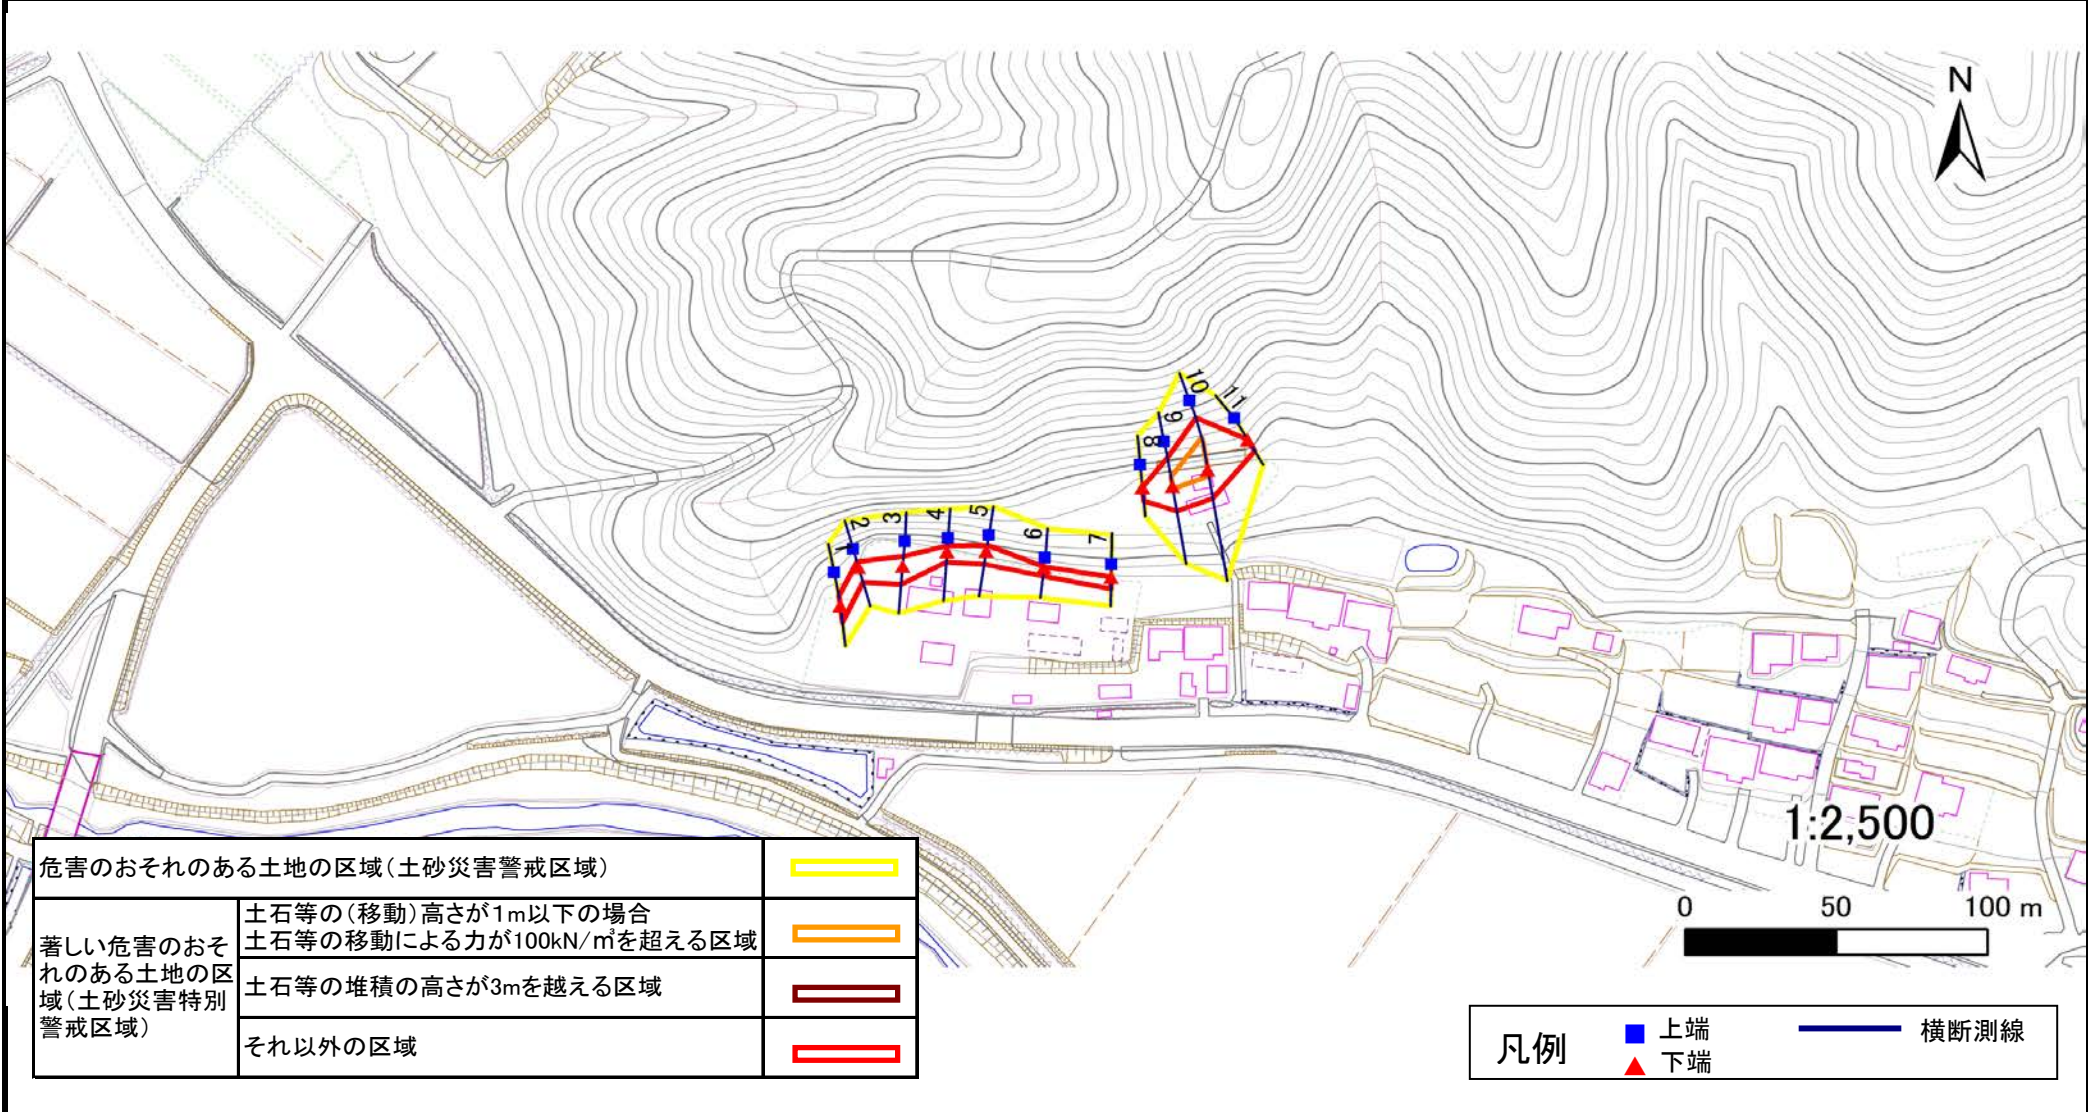 N
10
11
9
8
5
4
3
2
1
6
7
1:2,500
0 50 100 m
危害のおそれのある土地の区域(土砂災害警戒区域)
著しい危害のおそ
れのある土地の区
域(土砂災害特別
警戒区域)
土石等の(移動)高さが1m以下の場合
土石等の移動による力が100kN/㎡を超える区域
土石等の堆積の高さが3mを越える区域
それ以外の区域
凡例
上端
下端
横断測線